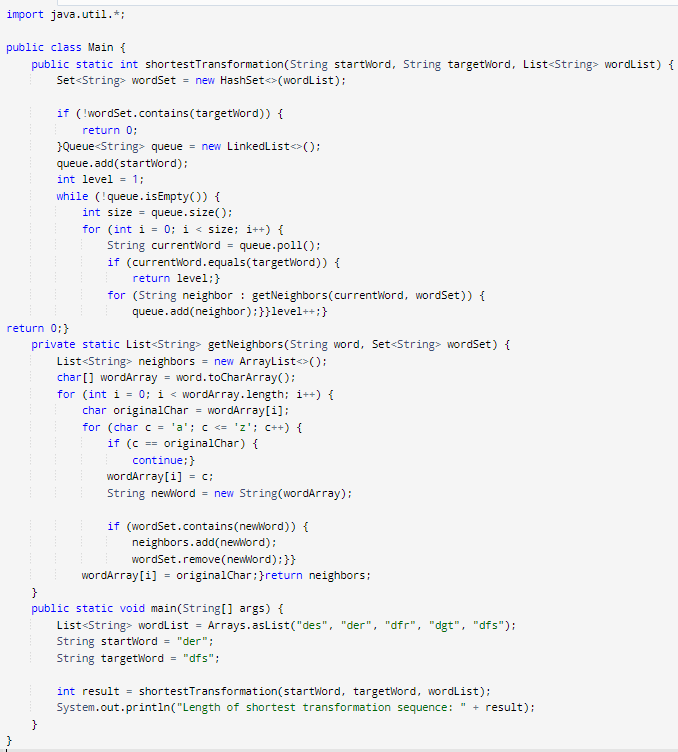 import java.util.*;
public class Main {
public static int shortestTransformation(String startWord, String targetWord, List<String> wordList) {
Set<String> wordSet = new HashSet<>(wordList);
if (!wordSet.contains(targetWord)) {
return 0;
}Queue<String> queue = new LinkedList<>();
queue.add(startWord);
int level = 1;
while (!queue.isEmpty()) {
int size = queue.size();
for (int i = 0; i < size; i++) {
String currentWord = queue.poll();
if (currentWord.equals(targetWord)) {
return level;}
for (String neighbor : getNeighbors(currentWord, wordSet)) {
queue.add(neighbor);}}level++;}
return 0;}
private static List<String> getNeighbors(String word, Set<String> wordSet) {
List<String> neighbors = new ArrayList<>();
char[] wordArray = word.toCharArray();
for (int i = 0; i < wordArray.length; i++) {
char originalChar = wordArray[i];
for (char c = 'a'; c <= 'z'; c++) {
if (c == originalChar) {
continue;}
wordArray[i] = c;
String newWord = new String(wordArray);
if (wordSet.contains(newWord)) {
neighbors.add(newWord);
wordSet.remove(newWord);}}
wordArray[i] = originalChar;}return neighbors;
}
public static void main(String[] args) {
List<String> wordList = Arrays.asList("des", "der", "dfr", "dgt", "dfs");
String startWord = "der";
String targetWord = "dfs";
int result = shortestTransformation(startWord, targetWord, wordList);
System.out.println("Length of shortest transformation sequence: " + result);
}
}